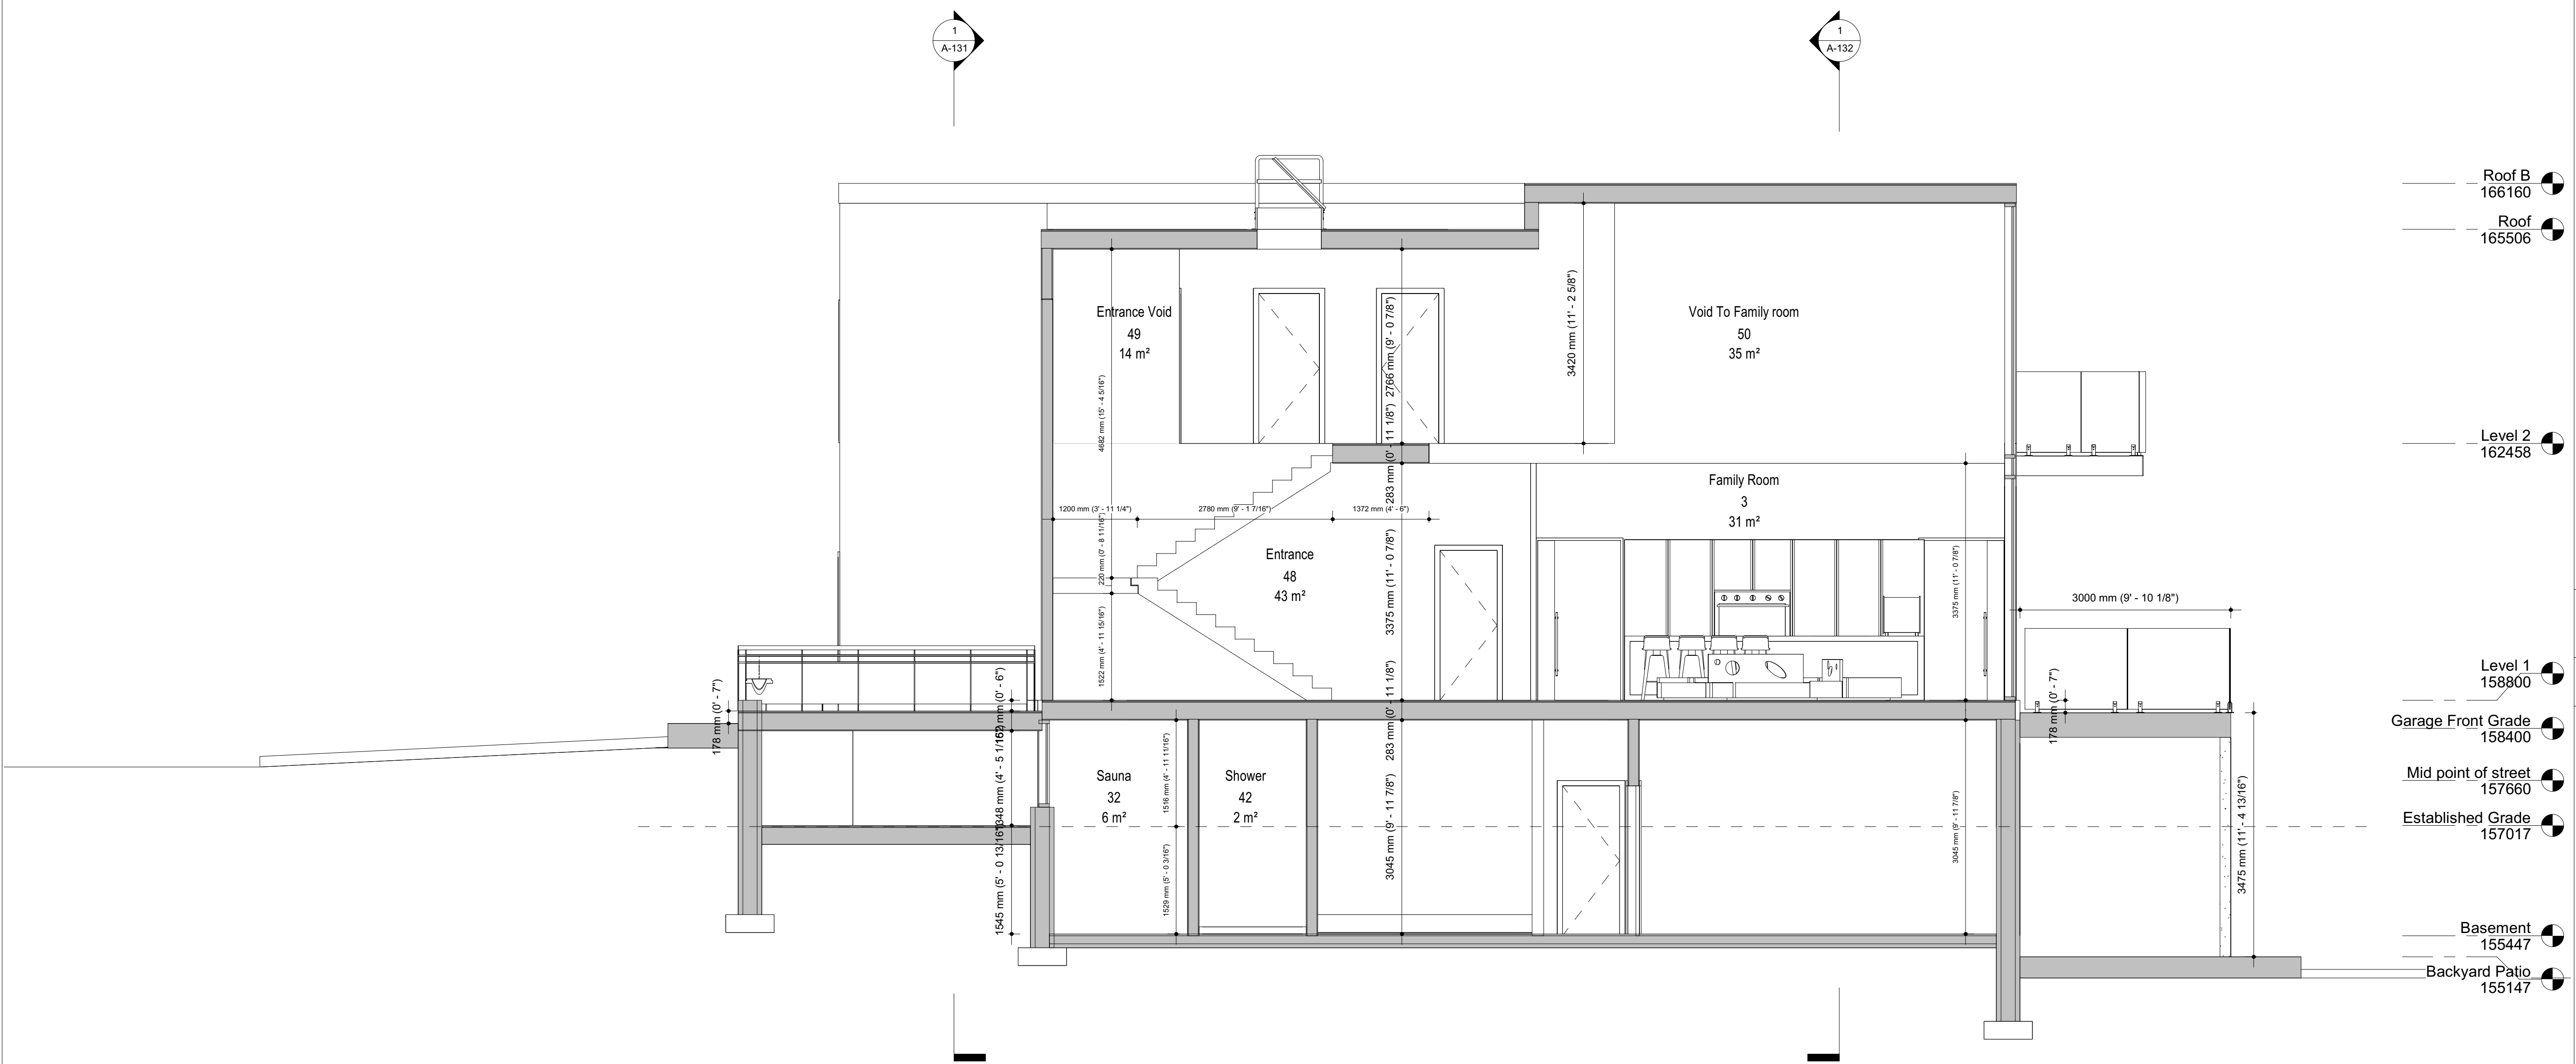 1
A-131
1
A-132
Roof B
166160
Roof
165506
Entrance Void
49
14 m²
Void To Family room
50
35 m²
3420 mm (11' - 2 5/8")
2766 mm (9' - 0 7/8")
4682 mm (15' - 4 5/16")
283 mm (0' - 11 1/8")
Level 2
162458
Family Room
3
31 m²
1200 mm (3' - 11 1/4")
2780 mm (9' - 1 7/16")
1372 mm (4' - 6")
220 mm (0' - 8 11/16")
Entrance
48
43 m²
3375 mm (11' - 0 7/8")
3375 mm (11' - 0 7/8")
3000 mm (9' - 10 1/8")
1522 mm (4' - 11 15/16")
Level 1
158800
178 mm (0' - 7")
152 mm (0' - 6")
283 mm (0' - 11 1/8")
178 mm (0' - 7")
Garage Front Grade
158400
Mid point of street
157660
Sauna
32
6 m²
Shower
42
2 m²
1348 mm (4' - 5 1/16")
1516 mm (4' - 11 11/16")
3045 mm (9' - 11 7/8")
3045 mm (9' - 11 7/8")
3475 mm (11' - 4 13/16")
Established Grade
157017
1545 mm (5' - 0 13/16")
1529 mm (5' - 0 3/16")
Basement
155447
Backyard Patio
155147